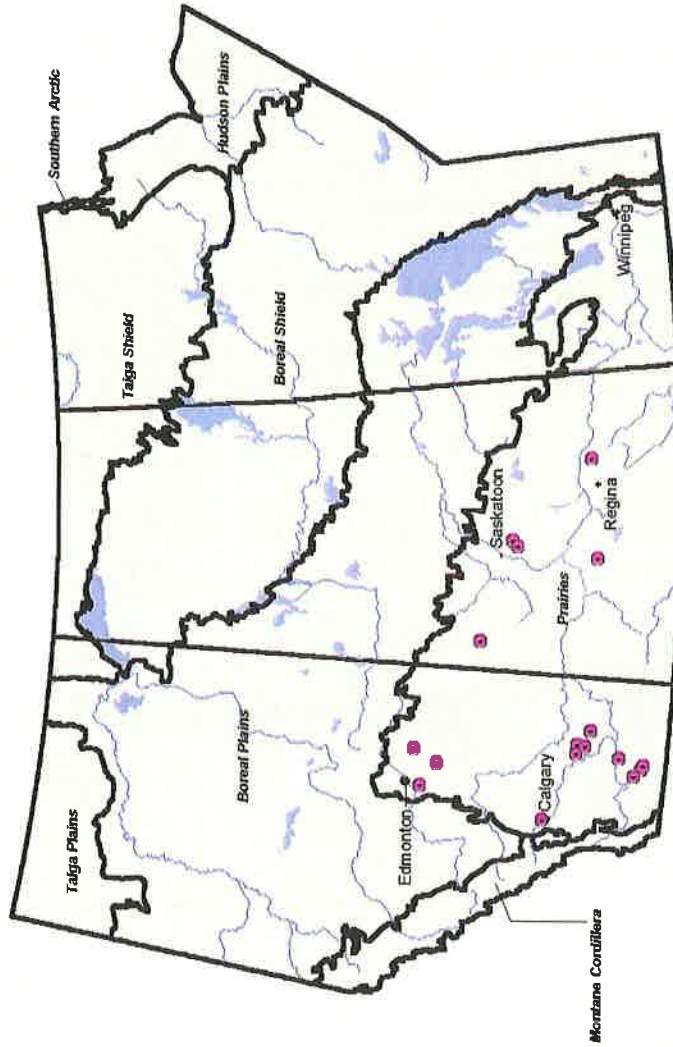 Southern Arctic
Hudson Plains
Taiga Shield
Boreal Shield
Taiga Plains
Boreal Plains
Edmonton
Saskatoon
Winnipeg
Calgary
Prairies
Regina
Montane Cordillera